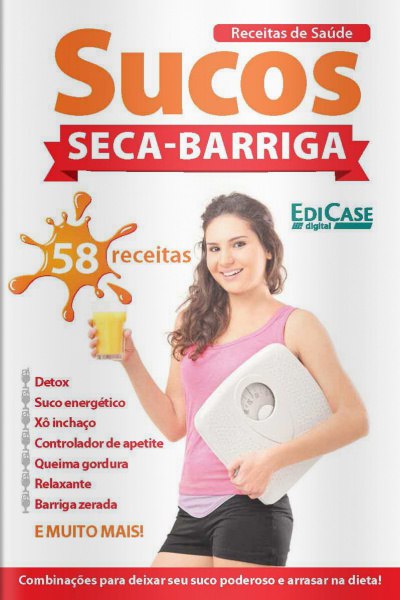 Receitas de Saúde
Sucos
SECA-BARRIGA
EDICASE
digital
58 receitas
Detox
Suco energético
Xô inchaço
Controlador de apetite
Queima gordura
Relaxante
Barriga zerada
E MUITO MAIS!
Combinações para deixar seu suco poderoso e arrasar na dieta!